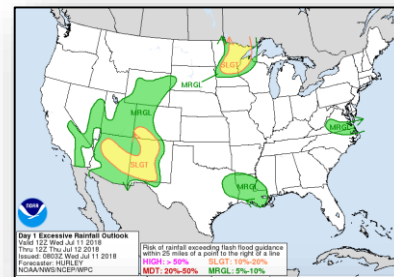 SLGT
MRGL
MRGL
MRGL
SLGT
MRGL
noaa
Day 1 Excessive Rainfall Outlook
Valid 12Z Wed Jul 11 2018
Thru 12Z Thu Jul 12 2018
Issued: 0803Z Wed Jul 11 2018
Forecaster: HURLEY
NOAA/NWS/NCEP/WPC
Risk of rainfall exceeding flash flood guidance
within 25 miles of a point to the right of a line
HIGH: > 50% SLGT: 10%-20%
MDT: 20%-50% MRGL: 5%-10%